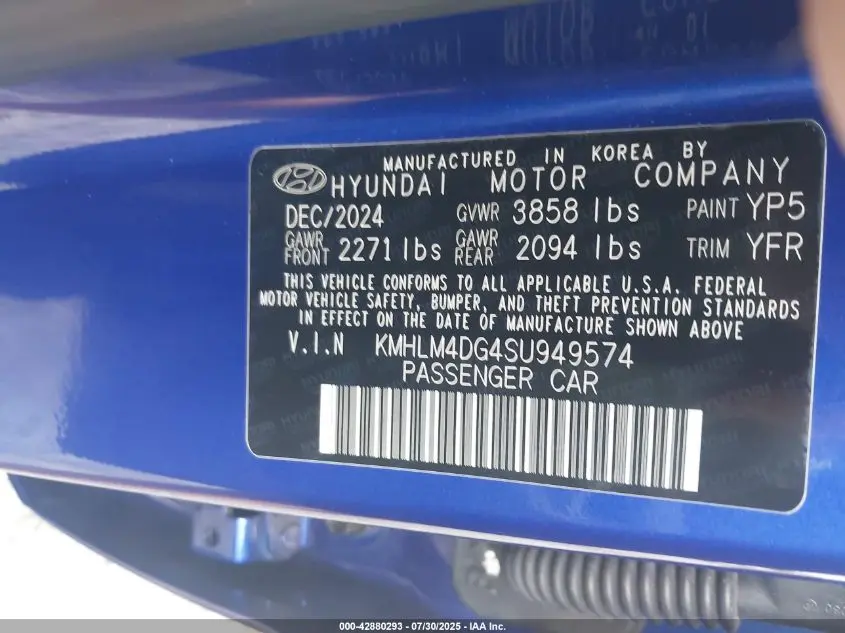 MANUFACTURED IN KOREA BY
HYUNDAI MOTOR COMPANY
DEC/2024 GVWR 3858 lbs PAINT YP5
GAWR FRONT 2271 lbs GAWR REAR 2094 lbs TRIM YFR
THIS VEHICLE CONFORMS TO ALL APPLICABLE U.S.A. FEDERAL
MOTOR VEHICLE SAFETY, BUMPER, AND THEFT PREVENTION STANDARDS
IN EFFECT ON THE DATE OF MANUFACTURE SHOWN ABOVE
V.I.N KMHLM4DG4SU949574
PASSENGER CAR
000-42880293 - 07/30/2025 - IAA Inc.